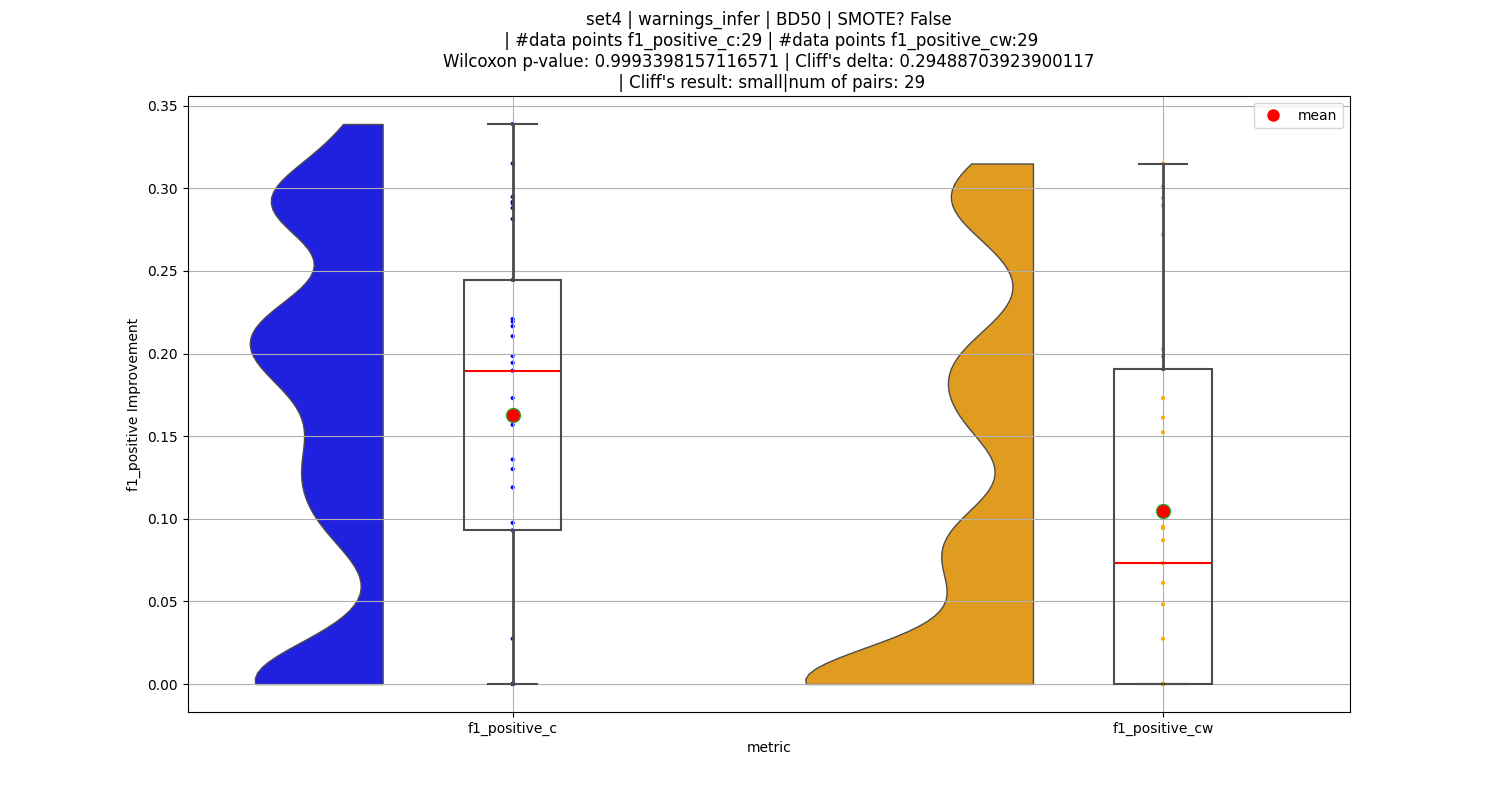 set4 | warnings_infer | BD50 | SMOTE? False
| #data points f1_positive_c:29 | #data points f1_positive_cw:29
Wilcoxon p-value: 0.9993398157116571 | Cliff's delta: 0.29488703923900117
| Cliff's result: small|num of pairs: 29
mean
0.35
0.30
0.25
0.20
0.15
0.10
0.05
0.00
f1_positive Improvement
f1_positive_c
f1_positive_cw
metric